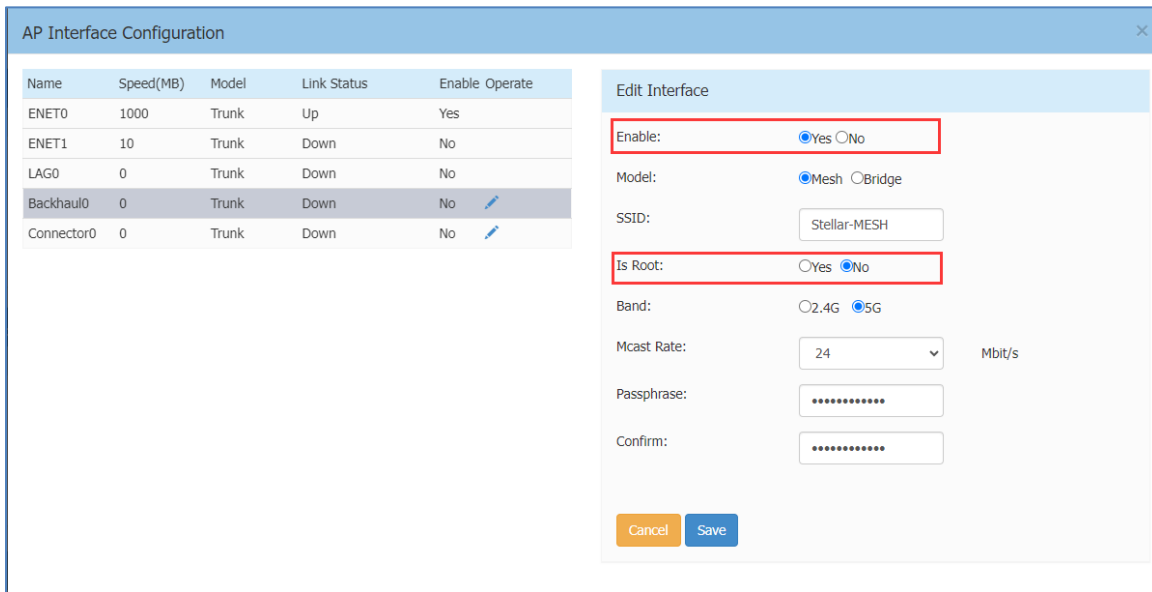 AP Interface Configuration
×
Name Speed(MB) Model Link Status Enable Operate
ENET0 1000 Trunk Up Yes
ENET1 10 Trunk Down No
LAG0 0 Trunk Down No
Backhaul0 0 Trunk Down No
Connector0 0 Trunk Down No
Edit Interface
Enable: Yes No
Model: Mesh Bridge
SSID: Stellar-MESH
Is Root: Yes No
Band: 2.4G 5G
Mcast Rate: 24 Mbit/s
Passphrase: ••••••••••••
Confirm: ••••••••••••
Cancel Save